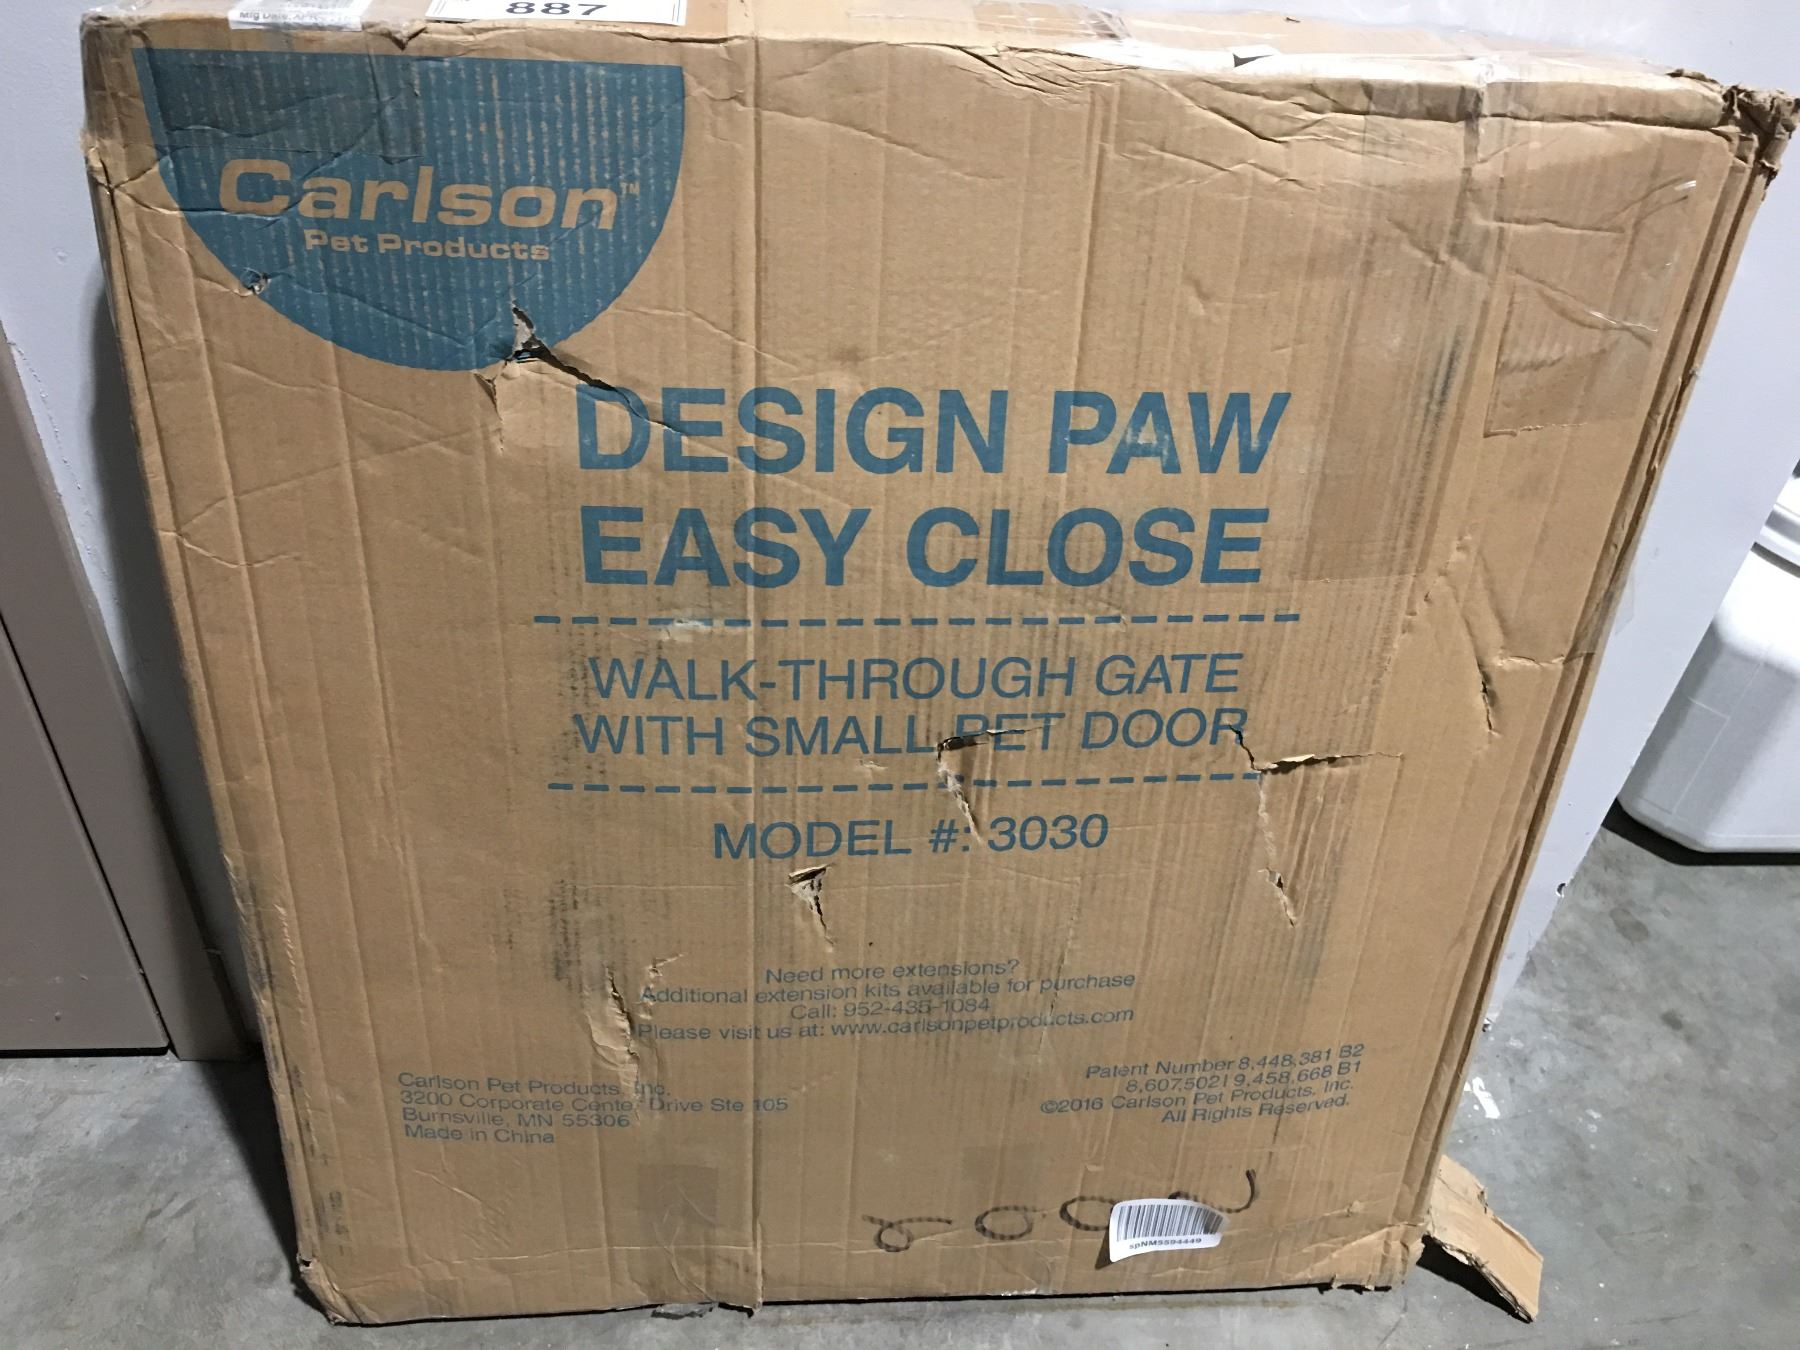 887
Carlson™
Pet Products
DESIGN PAW
EASY CLOSE
WALK-THROUGH GATE
WITH SMALL PET DOOR
MODEL #: 3030
Need more extensions?
Additional extension kits available for purchase
Call: 952-435-1084
Please visit us at: www.carlsonpetproducts.com
Carlson Pet Products, Inc.
3200 Corporate Center Drive Ste 105
Burnsville, MN 55306
Made in China
Patent Number 8,448,381 B2
8,607,502 | 9,458,668 B1
©2016 Carlson Pet Products, Inc.
All Rights Reserved.
spNM5594449